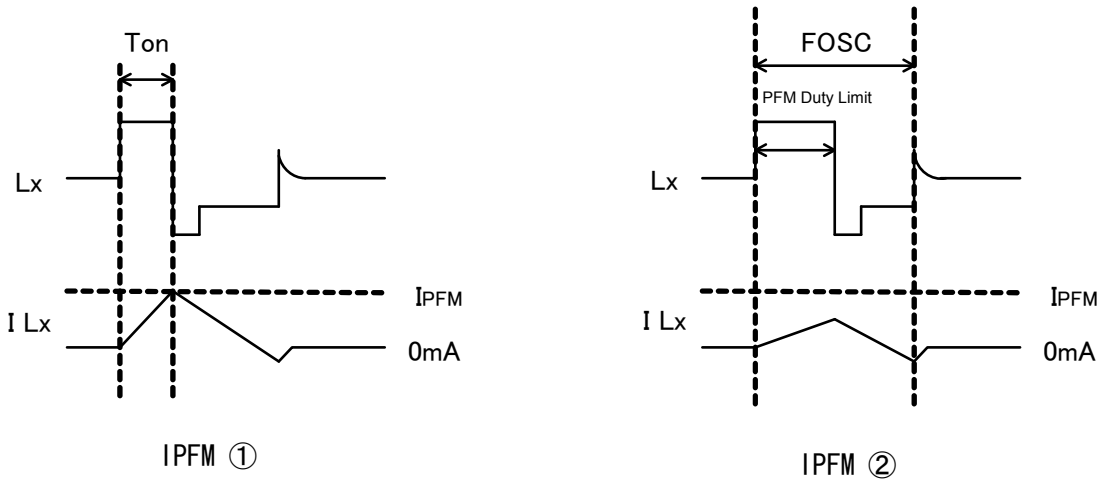 Ton
Lx
IPFM
I Lx
0mA
IPFM ①
FOSC
PFM Duty Limit
Lx
IPFM
I Lx
0mA
IPFM ②